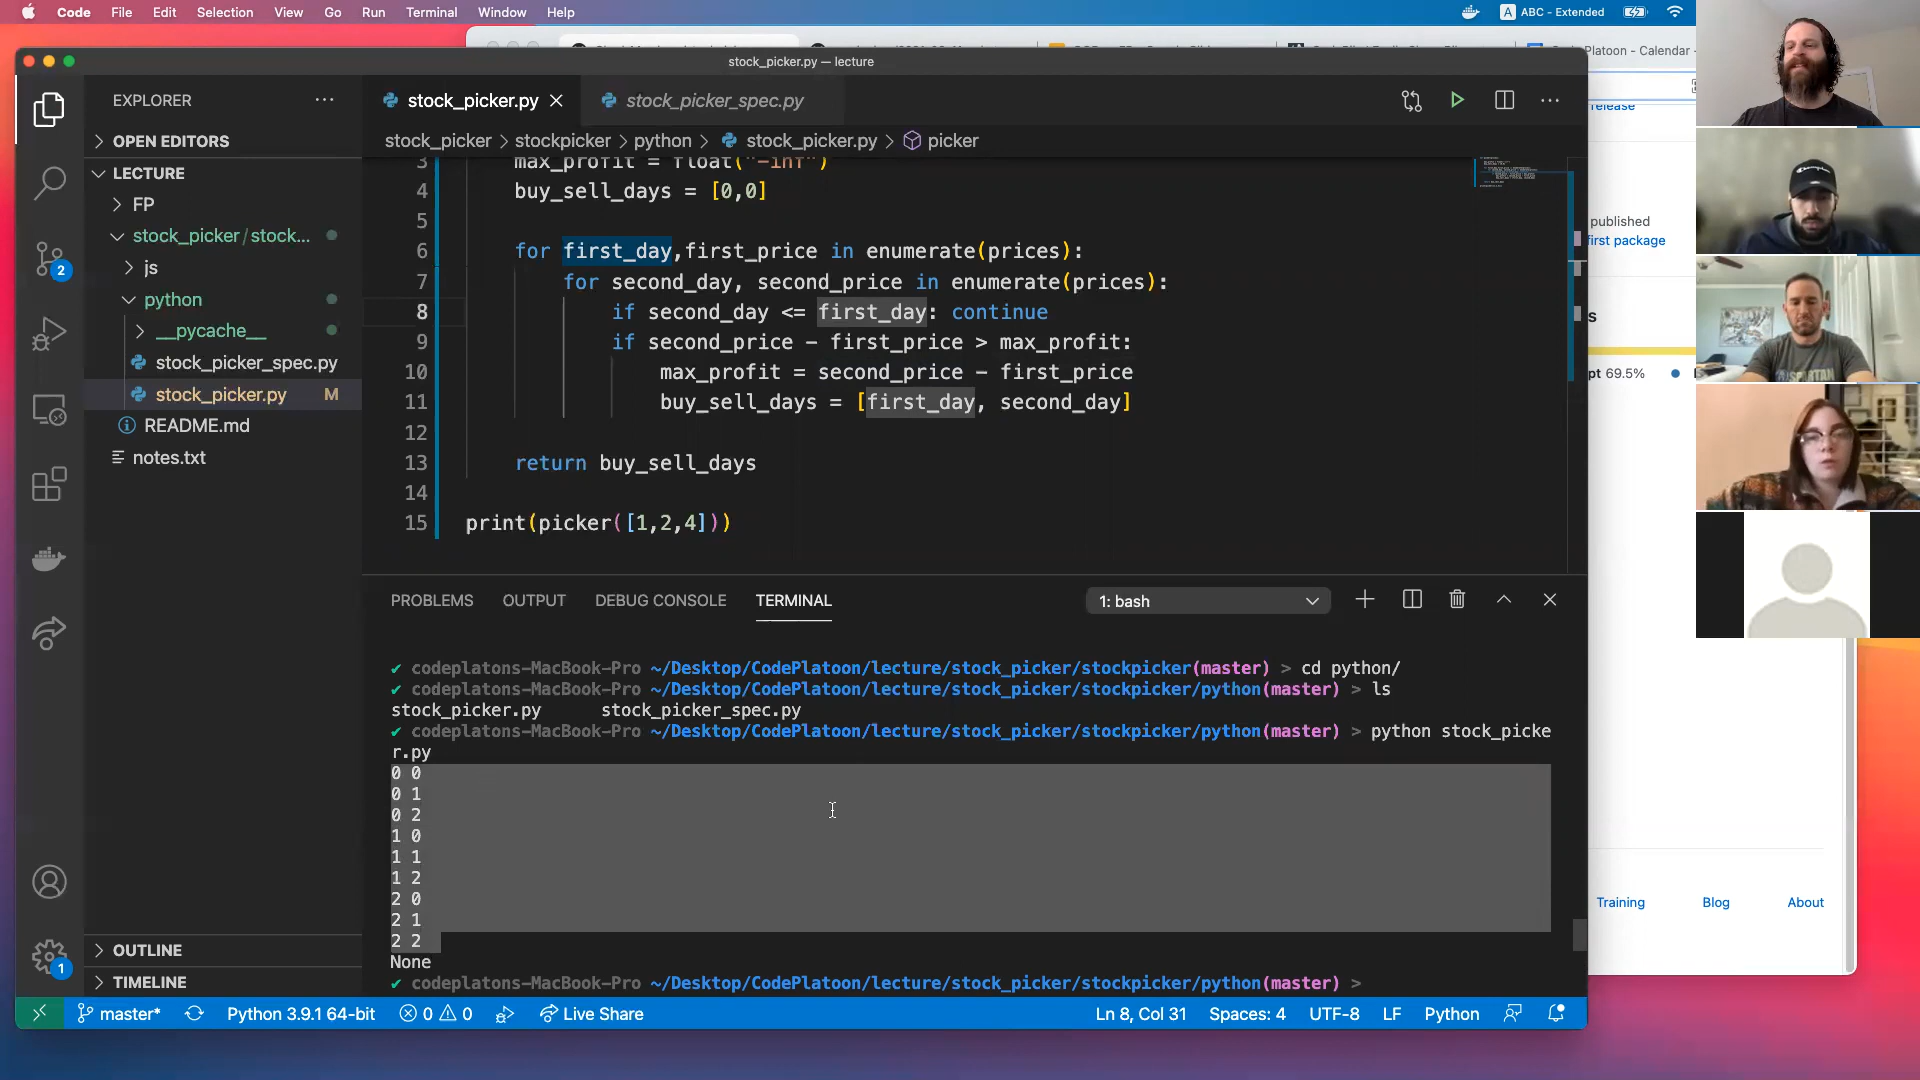 Code File Edit Selection View Go Run Terminal Window Help
A ABC - Extended
stock_picker.py — lecture
Platoon - Calendar -
EXPLORER
stock_picker.py
stock_picker_spec.py
release
OPEN EDITORS
stock_picker > stockpicker > python > stock_picker.py > picker
LECTURE
3 max_profit = float("-inf")
FP
4 buy_sell_days = [0,0]
stock_picker / stock...
5
published
first package
6 for first_day,first_price in enumerate(prices):
js
7 for second_day, second_price in enumerate(prices):
2
python
8 if second_day <= first_day: continue
__pycache__
9 if second_price - first_price > max_profit:
stock_picker_spec.py
10 max_profit = second_price - first_price
pt 69.5%
stock_picker.py M
11 buy_sell_days = [first_day, second_day]
README.md
12
notes.txt
13 return buy_sell_days
14
15 print(picker([1,2,4]))
PROBLEMS OUTPUT DEBUG CONSOLE TERMINAL 1: bash
✔ codeplatons-MacBook-Pro ~/Desktop/CodePlatoon/lecture/stock_picker/stockpicker(master) > cd python/
✔ codeplatons-MacBook-Pro ~/Desktop/CodePlatoon/lecture/stock_picker/stockpicker/python(master) > ls
stock_picker.py stock_picker_spec.py
✔ codeplatons-MacBook-Pro ~/Desktop/CodePlatoon/lecture/stock_picker/stockpicker/python(master) > python stock_picke
r.py
0 0
0 1
0 2
1 0
1 1
1 2
2 0
2 1
2 2
None
✔ codeplatons-MacBook-Pro ~/Desktop/CodePlatoon/lecture/stock_picker/stockpicker/python(master) >
Training Blog About
OUTLINE
1
TIMELINE
master* Python 3.9.1 64-bit 0 0 Live Share Ln 8, Col 31 Spaces: 4 UTF-8 LF Python